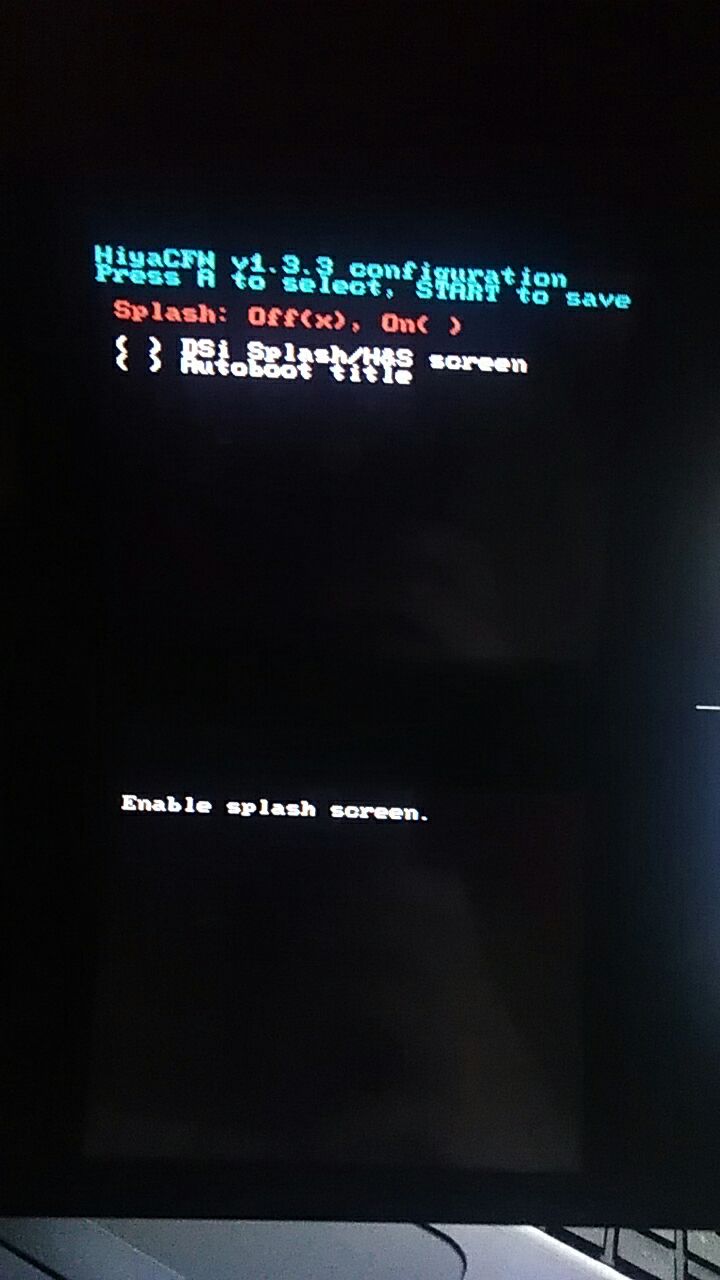 HiyaCFW v1.3.3 configuration
Press A to select, START to save
Splash: Off(x), On( )
( ) DSi Splash/H&S screen
( ) Autoboot title
Enable splash screen.